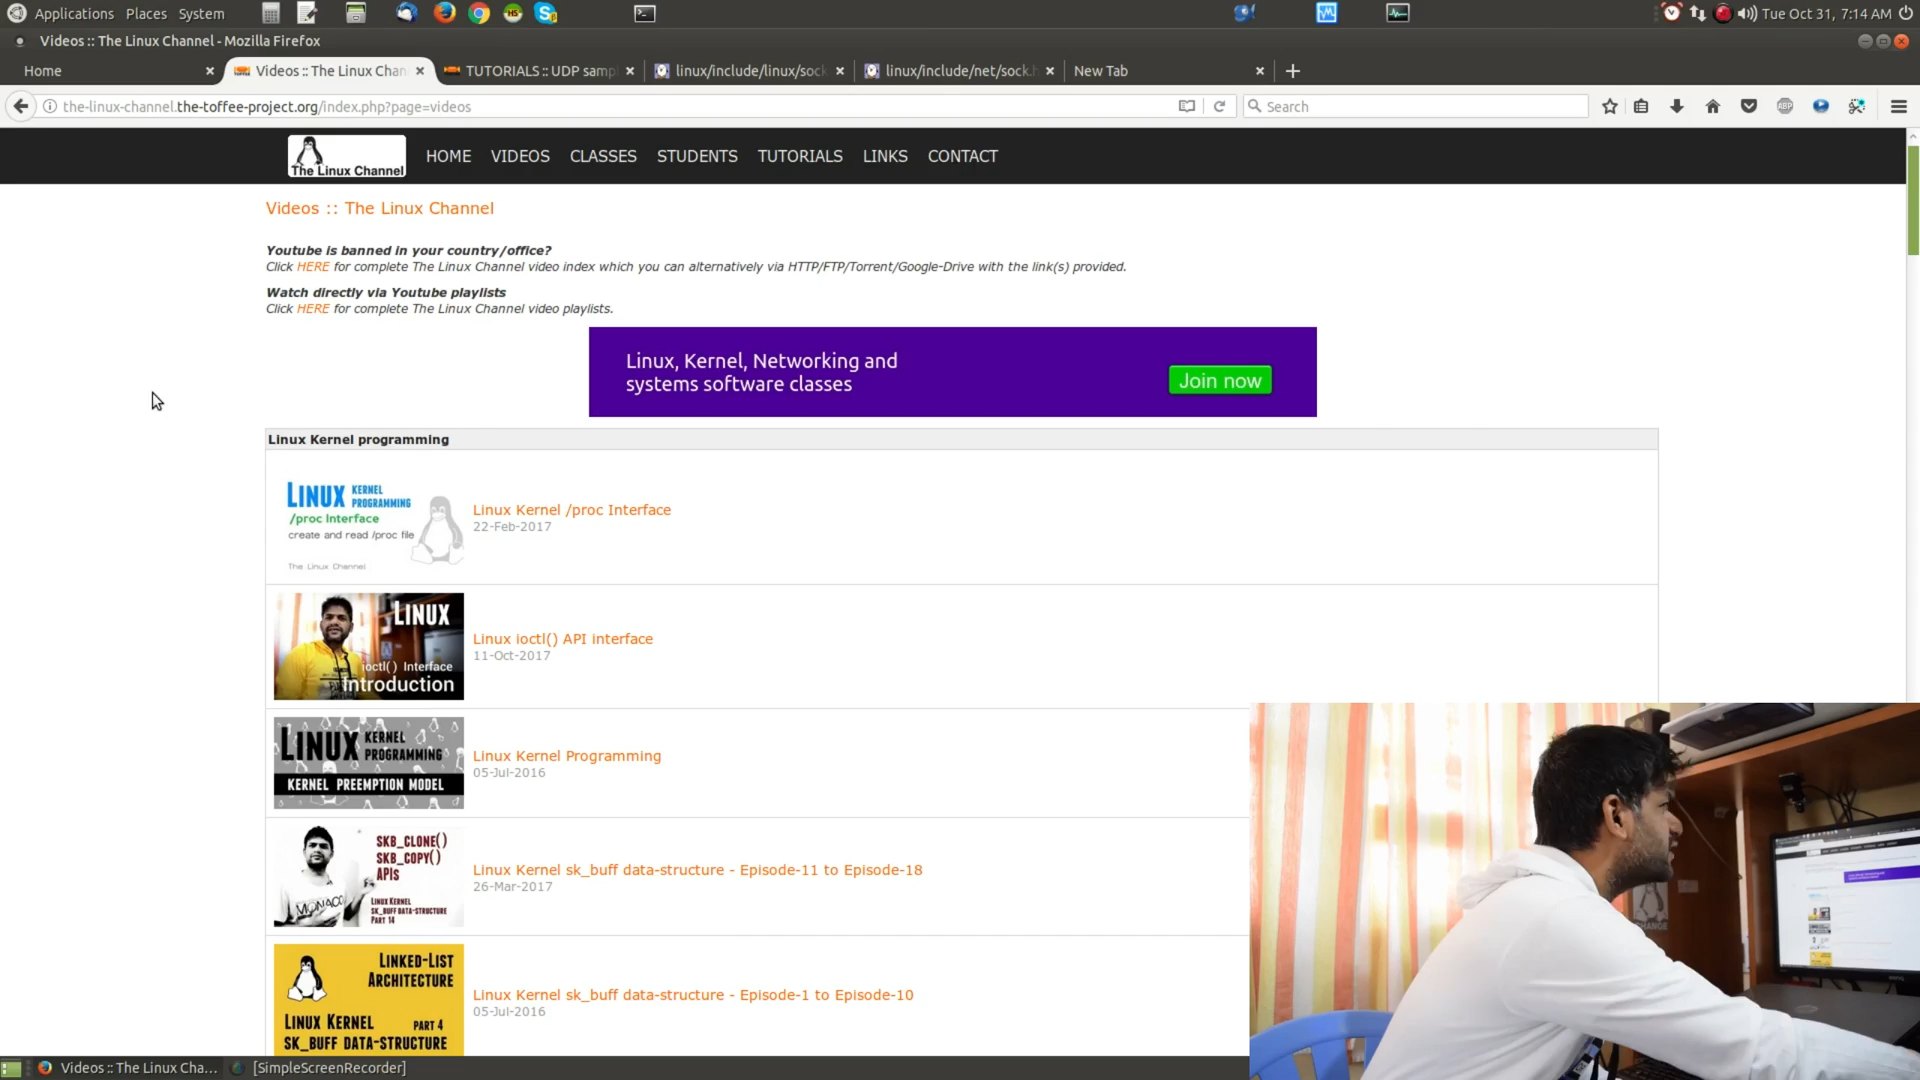 Applications Places System
Tue Oct 31, 7:14 AM
Videos :: The Linux Channel - Mozilla Firefox
Home
Videos :: The Linux Chan
TUTORIALS :: UDP samp
linux/include/linux/sock
linux/include/net/sock.h
New Tab
the-linux-channel.the-toffee-project.org/index.php?page=videos
Search
ABP
The Linux Channel
HOME VIDEOS CLASSES STUDENTS TUTORIALS LINKS CONTACT
Videos :: The Linux Channel
Youtube is banned in your country/office?
Click HERE for complete The Linux Channel video index which you can alternatively via HTTP/FTP/Torrent/Google-Drive with the link(s) provided.
Watch directly via Youtube playlists
Click HERE for complete The Linux Channel video playlists.
Linux, Kernel, Networking and
systems software classes
Join now
Linux Kernel programming
LINUX KERNEL PROGRAMMING
/proc Interface
create and read /proc file
The Linux Channel
Linux Kernel /proc Interface
22-Feb-2017
LINUX
ioctl() Interface
Introduction
Linux ioctl() API interface
11-Oct-2017
LINUX KERNEL PROGRAMMING
KERNEL PREEMPTION MODEL
Linux Kernel Programming
05-Jul-2016
SKB_CLONE()
SKB_COPY()
APIS
MONACO
LINUX KERNEL
SK_BUFF DATA-STRUCTURE
PART 14
Linux Kernel sk_buff data-structure - Episode-11 to Episode-18
26-Mar-2017
LINKED-LIST
ARCHITECTURE
LINUX KERNEL PART 4
SK_BUFF DATA-STRUCTURE
Linux Kernel sk_buff data-structure - Episode-1 to Episode-10
05-Jul-2016
Videos :: The Linux Cha...
[SimpleScreenRecorder]